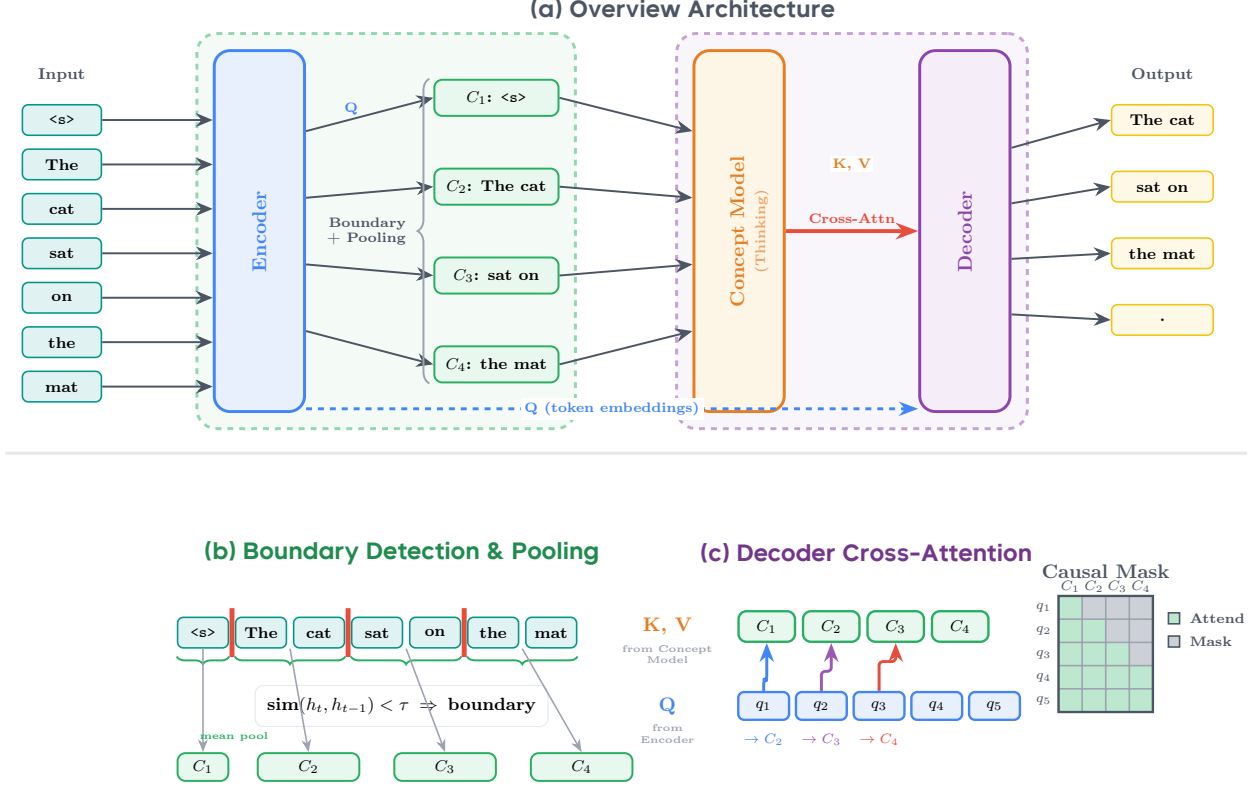 (a) Overview Architecture
Input
Output
<s>
The
cat
sat
on
the
mat
Encoder
Q
Boundary
+ Pooling
C1: <s>
C2: The cat
C3: sat on
C4: the mat
Concept Model
(Thinking)
K, V
Cross-Attn
Decoder
The cat
sat on
the mat
.
Q (token embeddings)
(b) Boundary Detection & Pooling
<s> The cat sat on the mat
sim(h_t, h_{t−1}) < τ ⇒ boundary
mean pool
C1 C2 C3 C4
(c) Decoder Cross-Attention
K, V
from Concept
Model
C1 C2 C3 C4
Q
from
Encoder
q1 q2 q3 q4 q5
→ C2 → C3 → C4
Causal Mask
C1 C2 C3 C4
q1
q2
q3
q4
q5
Attend
Mask